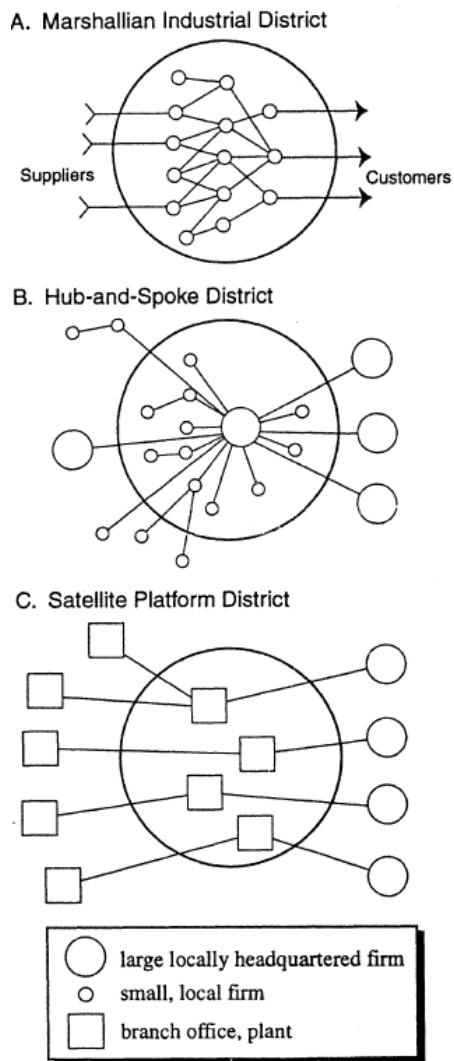 A. Marshallian Industrial District
Suppliers
Customers
B. Hub-and-Spoke District
C. Satellite Platform District
large locally headquartered firm
small, local firm
branch office, plant